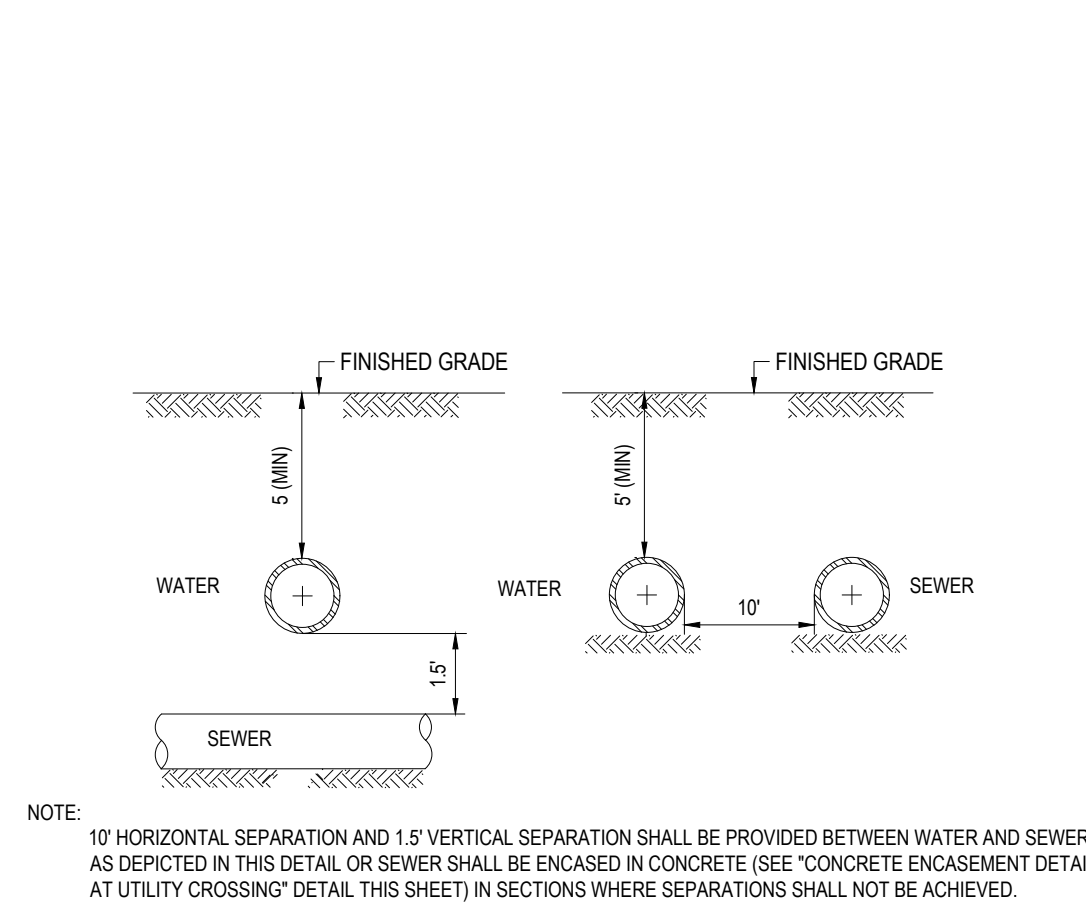 FINISHED GRADE
FINISHED GRADE
5 (MIN)
5' (MIN)
WATER
WATER
SEWER
10'
1.5'
SEWER
NOTE:
10' HORIZONTAL SEPARATION AND 1.5' VERTICAL SEPARATION SHALL BE PROVIDED BETWEEN WATER AND SEWER
AS DEPICTED IN THIS DETAIL OR SEWER SHALL BE ENCASED IN CONCRETE (SEE "CONCRETE ENCASEMENT DETAI
AT UTILITY CROSSING" DETAIL THIS SHEET) IN SECTIONS WHERE SEPARATIONS SHALL NOT BE ACHIEVED.